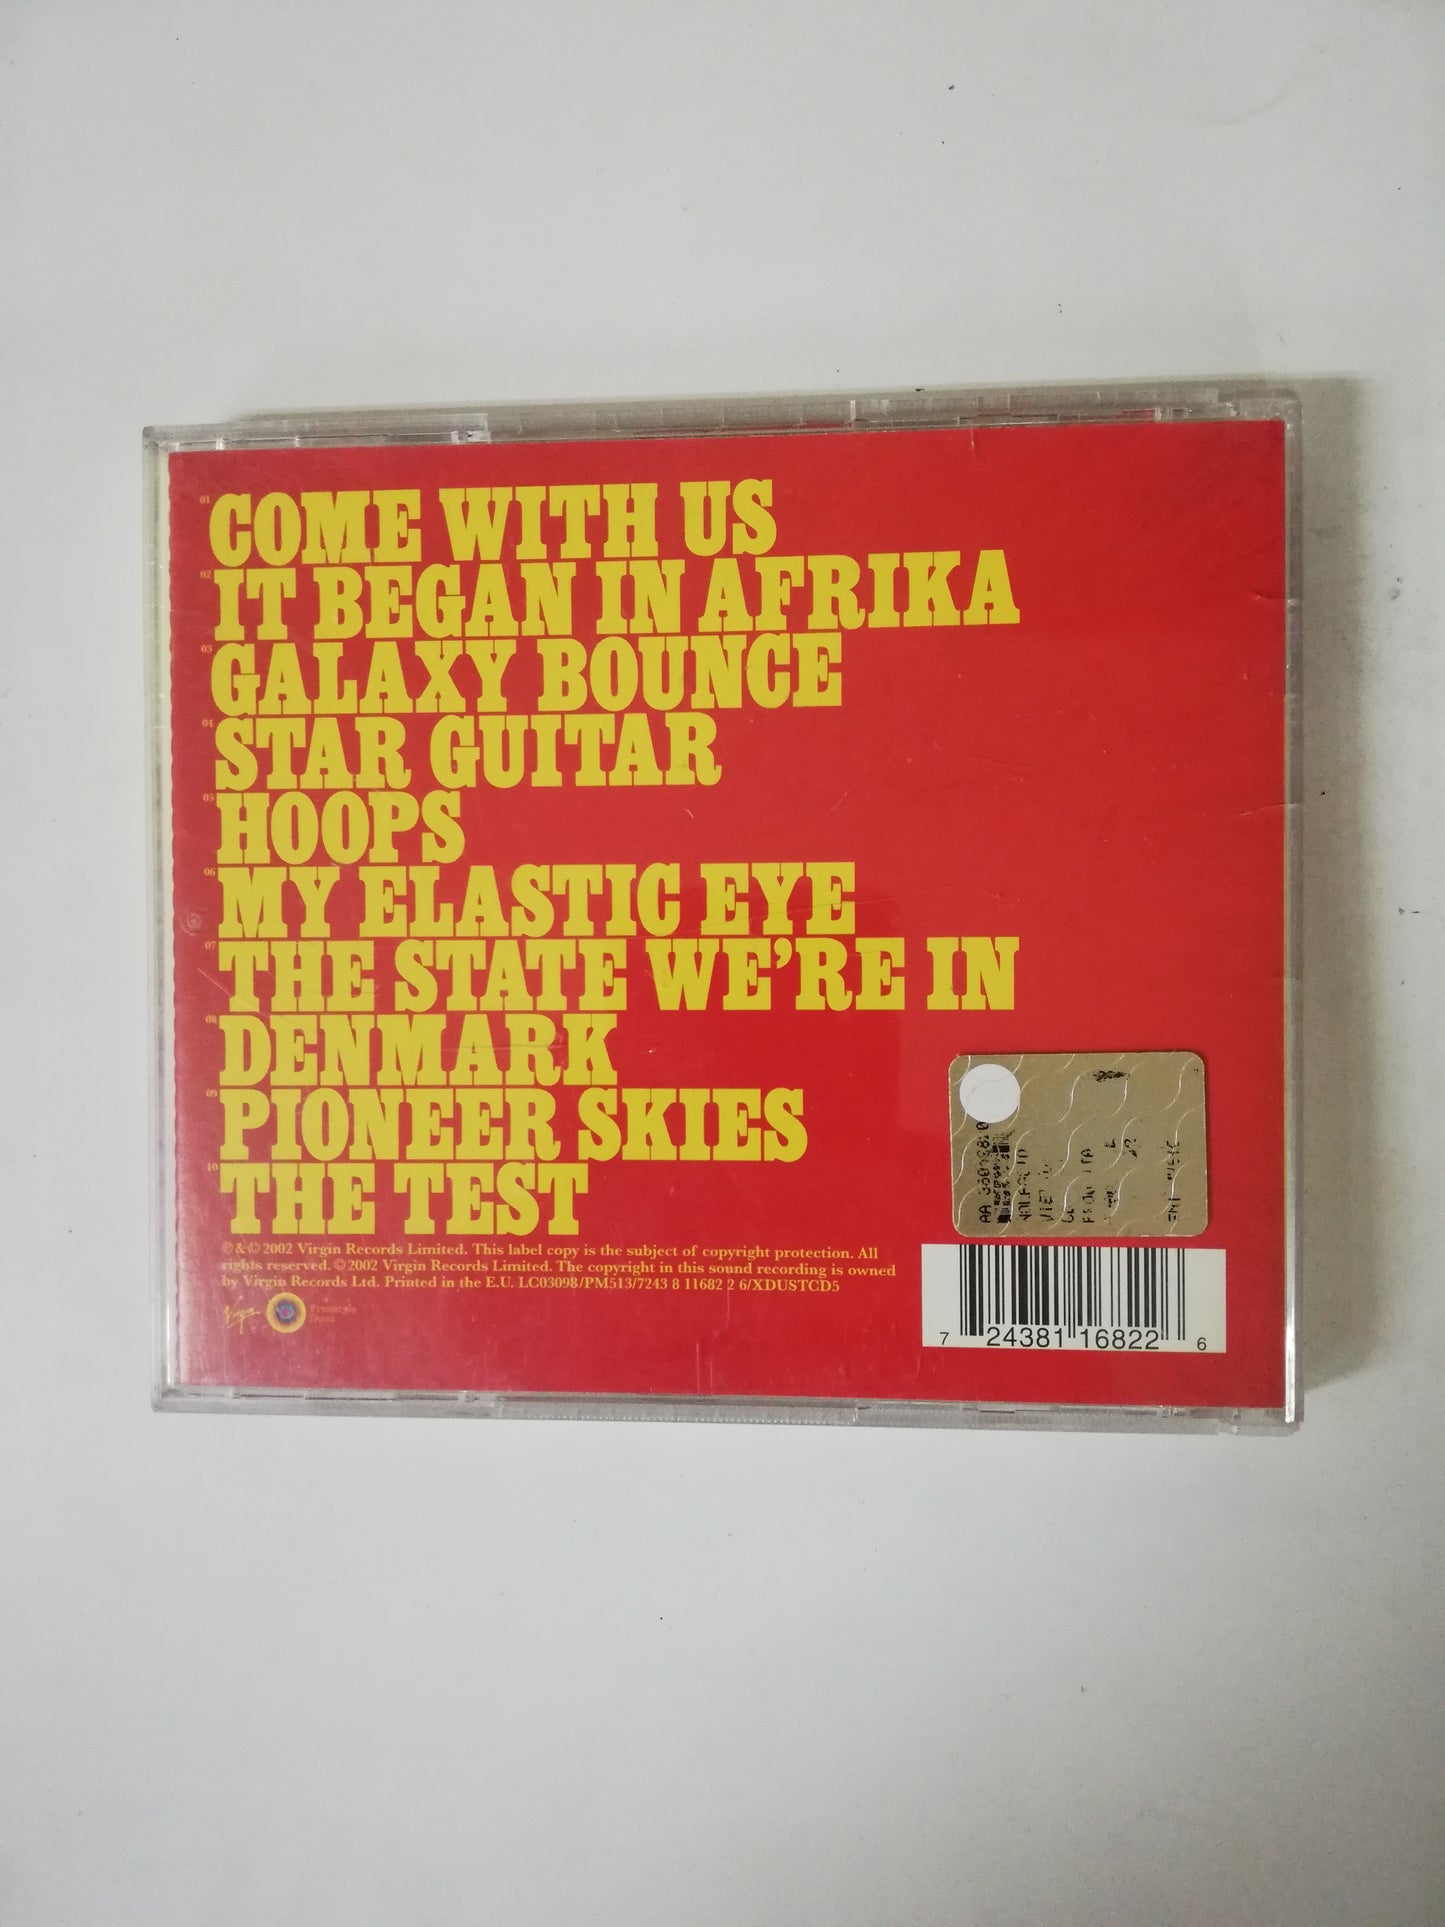 01 COME WITH US
02 IT BEGAN IN AFRIKA
03 GALAXY BOUNCE
04 STAR GUITAR
05 HOOPS
06 MY ELASTIC EYE
07 THE STATE WE'RE IN
08 DENMARK
09 PIONEER SKIES
10 THE TEST
℗ & © 2002 Virgin Records Limited. This label copy is the subject of copyright protection. All
rights reserved. © 2002 Virgin Records Limited. The copyright in this sound recording is owned
by Virgin Records Ltd. Printed in the E.U. LC03098/PM513/7243 8 11682 2 6/XDUSTCD5
Virgin
Freestyle
Dust
7 24381 16822 6